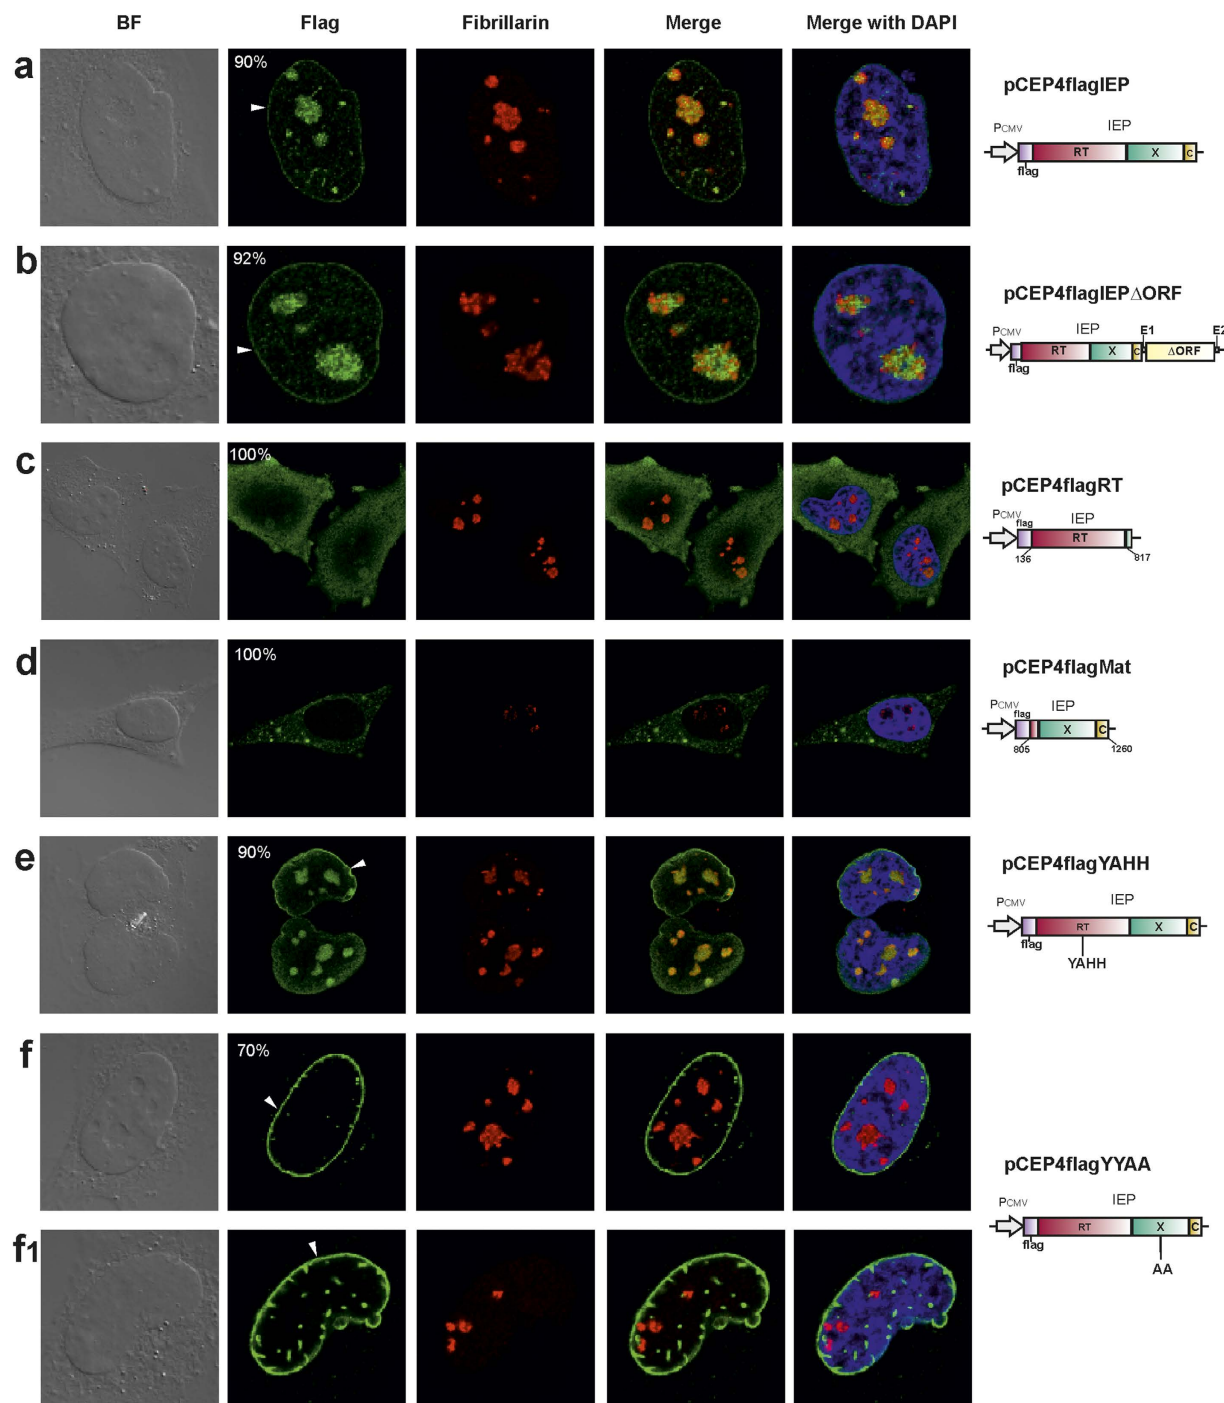 BF Flag Fibrillarin Merge Merge with DAPI
a 90% pCEP4flagIEP
PCMV IEP
RT X C
flag
b 92% pCEP4flagIEPΔORF
PCMV IEP E1 E2
RT X C ΔORF
flag
c 100% pCEP4flagRT
PCMV flag IEP
RT
136 817
d 100% pCEP4flagMat
PCMV flag IEP
X C
805 1260
e 90% pCEP4flagYAHH
PCMV IEP
RT X C
flag
YAHH
f 70%
pCEP4flagYYAA
PCMV IEP
RT X C
flag
AA
f1